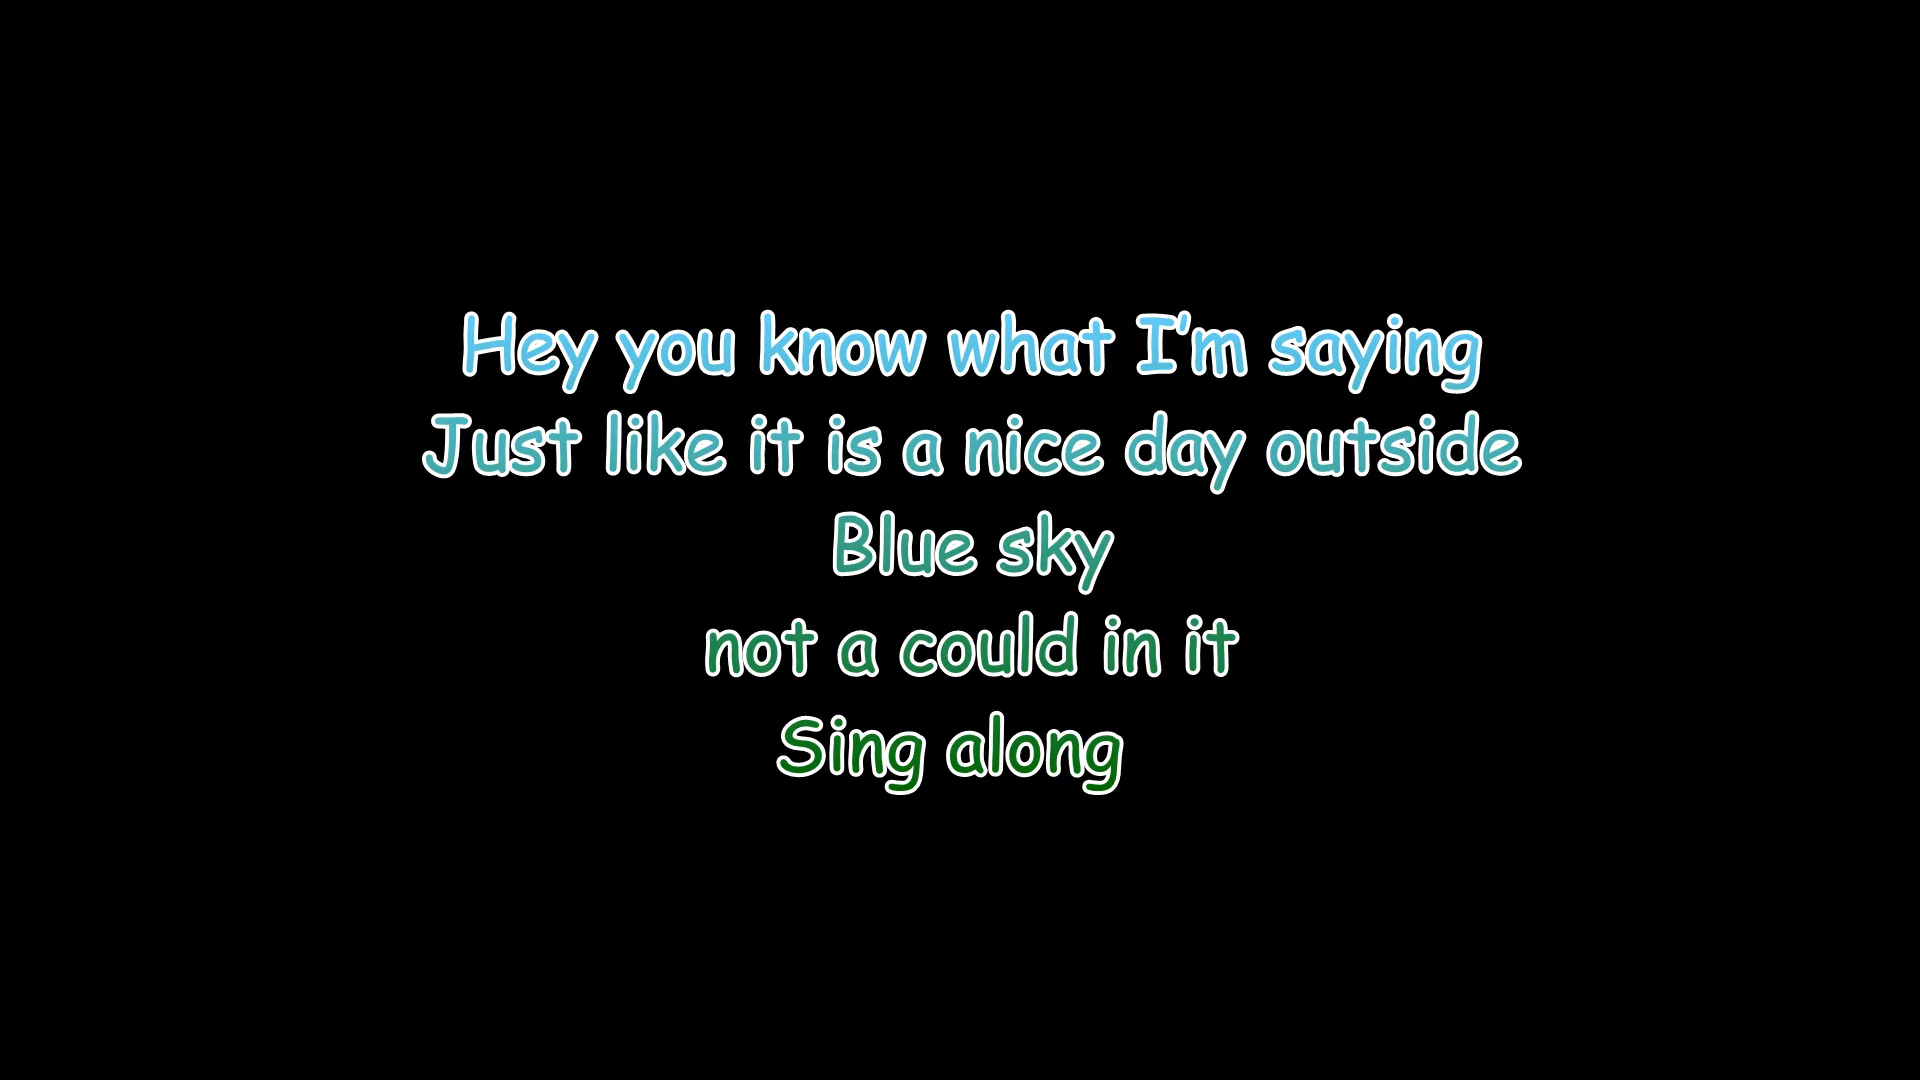 Hey you know what I’m saying
Just like it is a nice day outside
Blue sky
not a could in it
Sing along